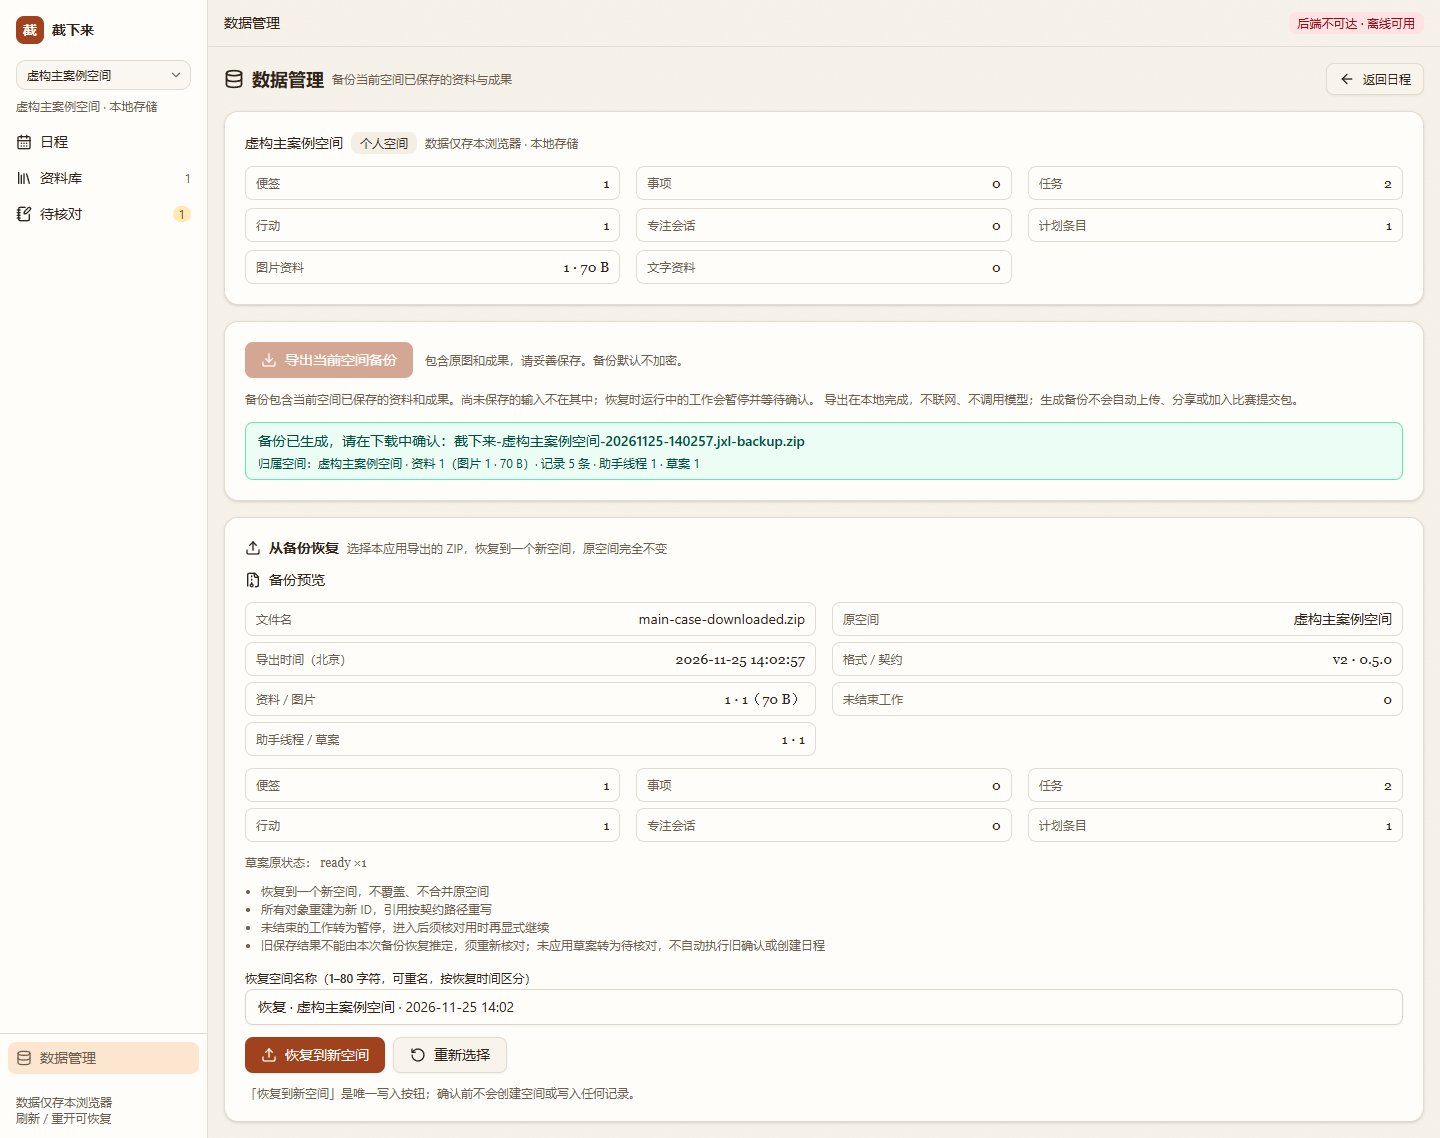 截 截下来
虚构主案例空间
虚构主案例空间 · 本地存储
日程
资料库 1
待核对 1
数据管理
数据仅存本浏览器
刷新 / 重开可恢复
数据管理
后端不可达 · 离线可用
数据管理 备份当前空间已保存的资料与成果
返回日程
虚构主案例空间 个人空间 数据仅存本浏览器 · 本地存储
便签 1
事项 0
任务 2
行动 1
专注会话 0
计划条目 1
图片资料 1 · 70 B
文字资料 0
导出当前空间备份 包含原图和成果，请妥善保存。备份默认不加密。
备份包含当前空间已保存的资料和成果。尚未保存的输入不在其中；恢复时运行中的工作会暂停并等待确认。 导出在本地完成，不联网、不调用模型；生成备份不会自动上传、分享或加入比赛提交包。
备份已生成，请在下载中确认：截下来-虚构主案例空间-20261125-140257.jxl-backup.zip
归属空间：虚构主案例空间 · 资料 1（图片 1 · 70 B）· 记录 5 条 · 助手线程 1 · 草案 1
从备份恢复 选择本应用导出的 ZIP，恢复到一个新空间，原空间完全不变
备份预览
文件名 main-case-downloaded.zip
原空间 虚构主案例空间
导出时间（北京） 2026-11-25 14:02:57
格式 / 契约 v2 · 0.5.0
资料 / 图片 1 · 1（70 B）
未结束工作 0
助手线程 / 草案 1 · 1
便签 1
事项 0
任务 2
行动 1
专注会话 0
计划条目 1
草案原状态： ready ×1
• 恢复到一个新空间，不覆盖、不合并原空间
• 所有对象重建为新 ID，引用按契约路径重写
• 未结束的工作转为暂停，进入后须核对用时再显式继续
• 旧保存结果不能由本次备份恢复推定，须重新核对；未应用草案转为待核对，不自动执行旧确认或创建日程
恢复空间名称（1–80 字符，可重名，按恢复时间区分）
恢复 · 虚构主案例空间 · 2026-11-25 14:02
恢复到新空间
重新选择
「恢复到新空间」是唯一写入按钮；确认前不会创建空间或写入任何记录。